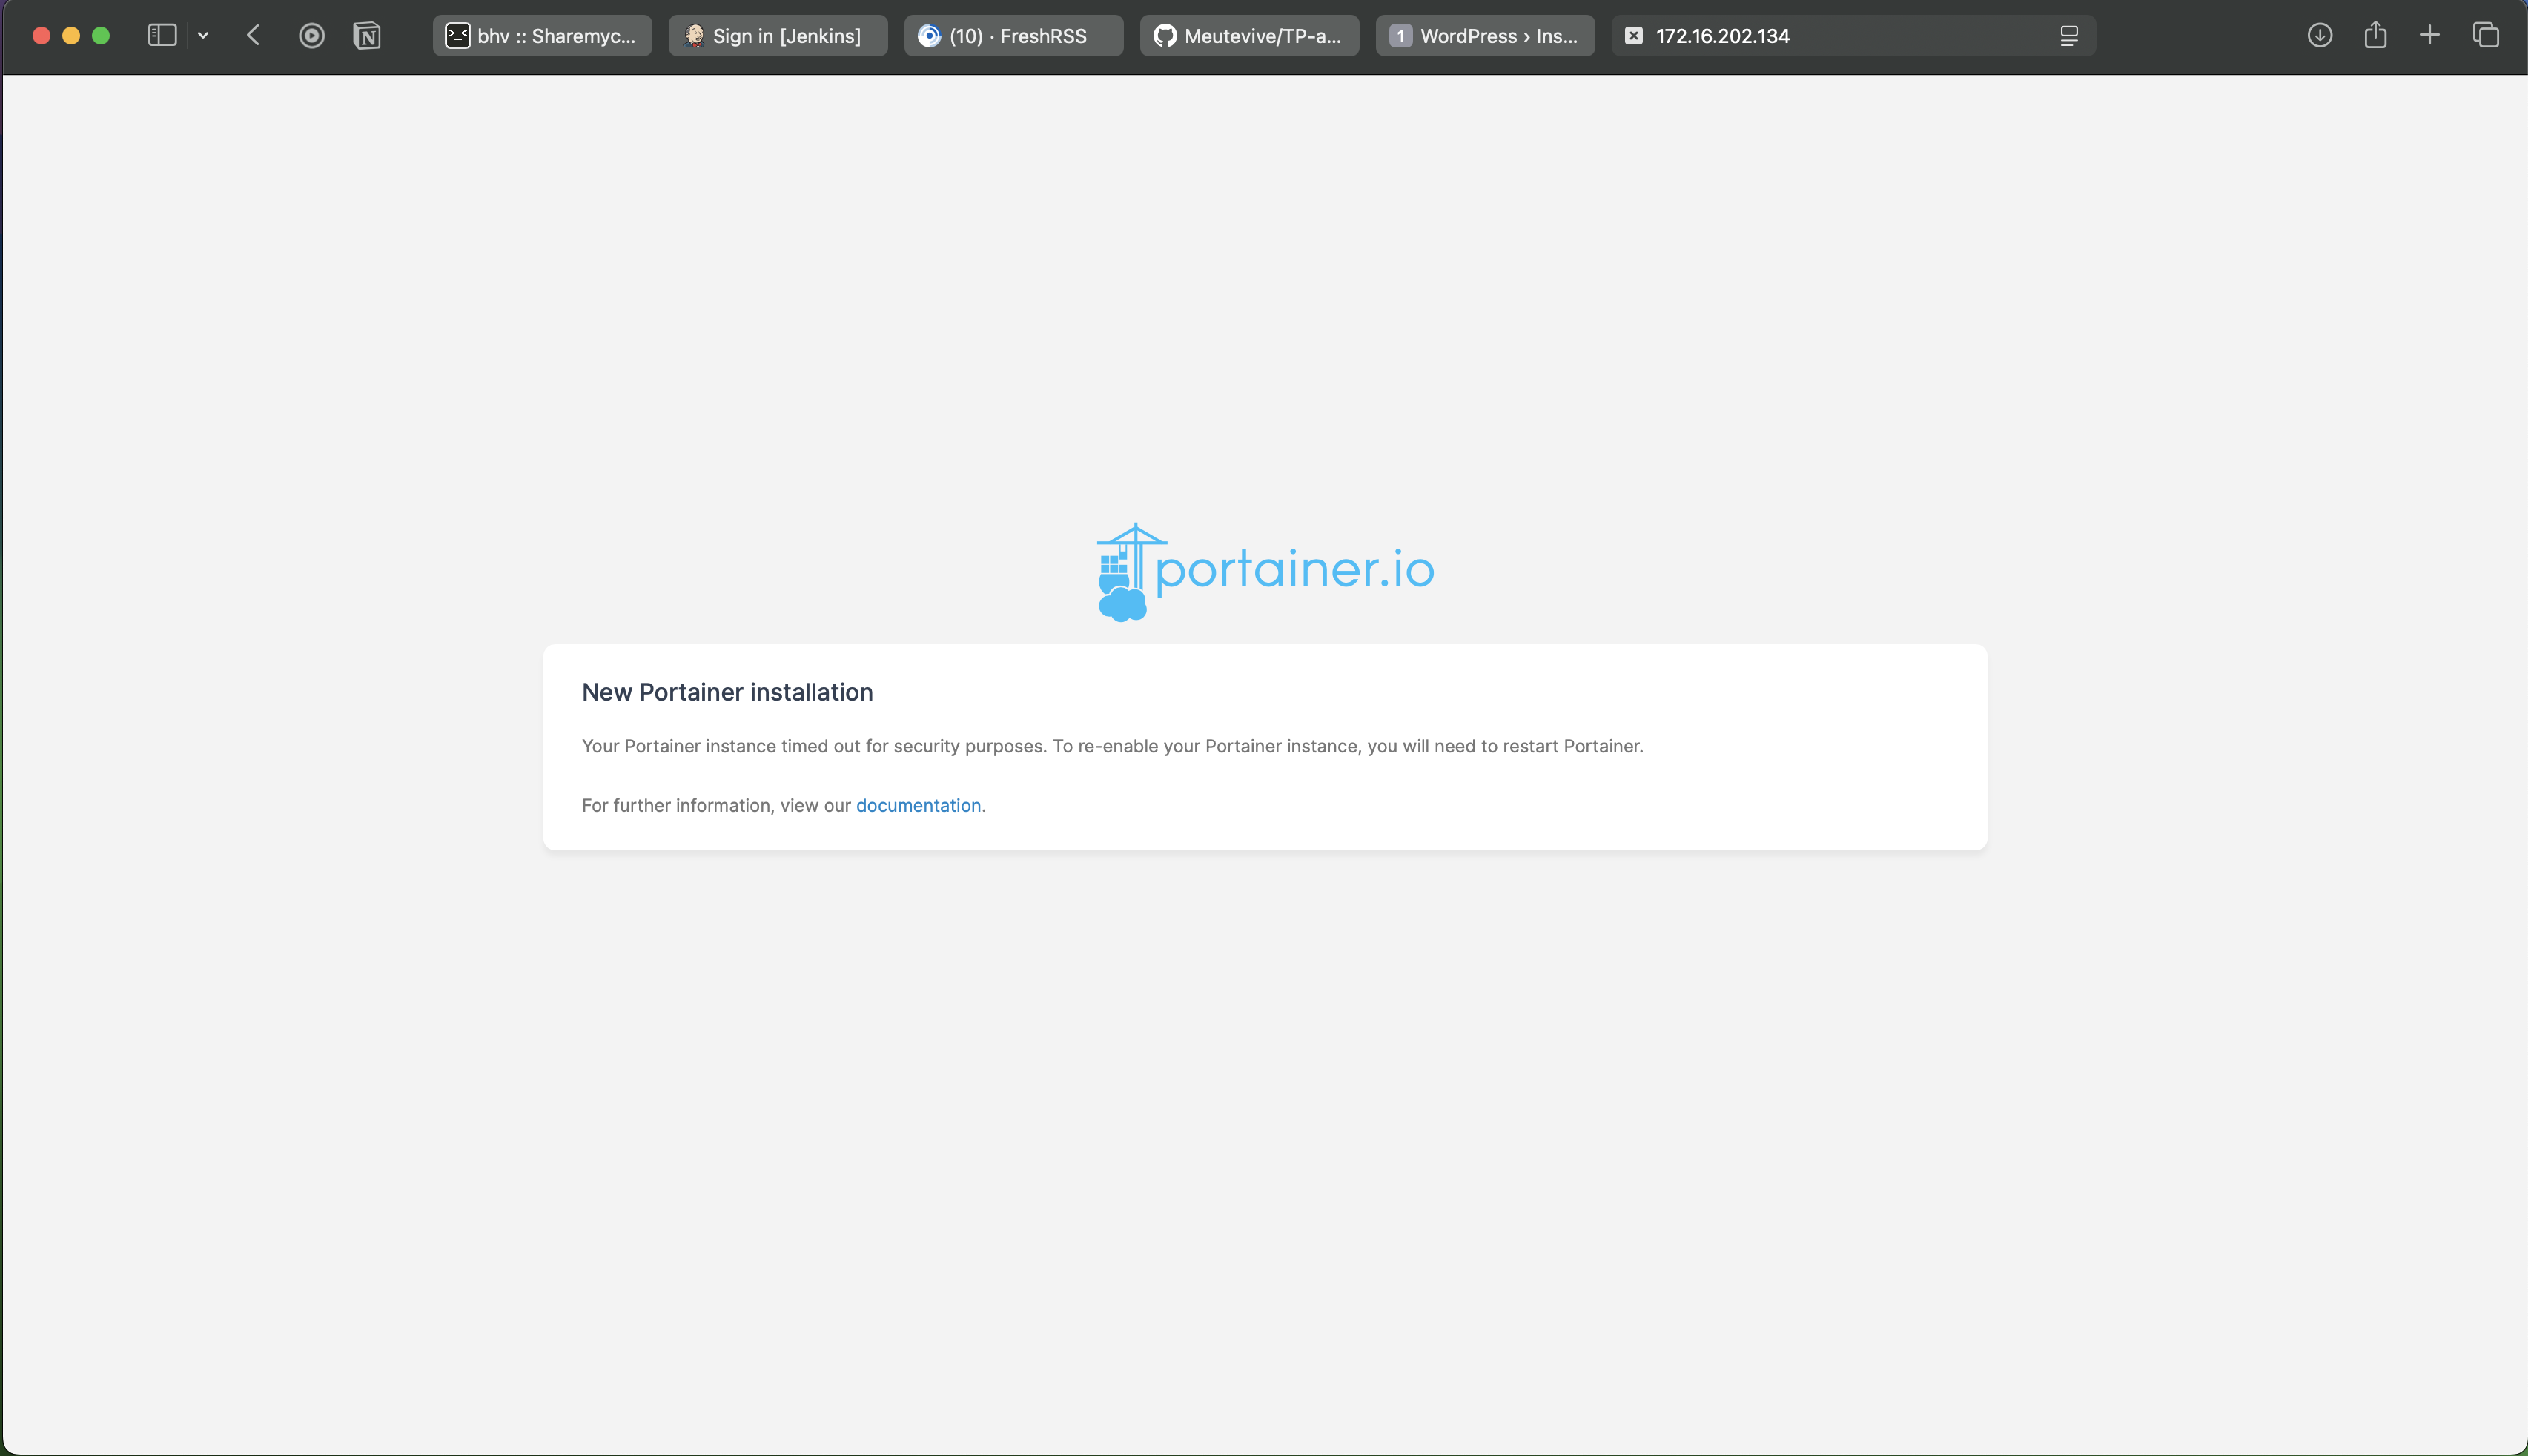 bhv :: Sharemyc...
Sign in [Jenkins]
(10) · FreshRSS
Meutevive/TP-a...
1 WordPress › Ins...
172.16.202.134
portainer.io
New Portainer installation
Your Portainer instance timed out for security purposes. To re-enable your Portainer instance, you will need to restart Portainer.
For further information, view our documentation.